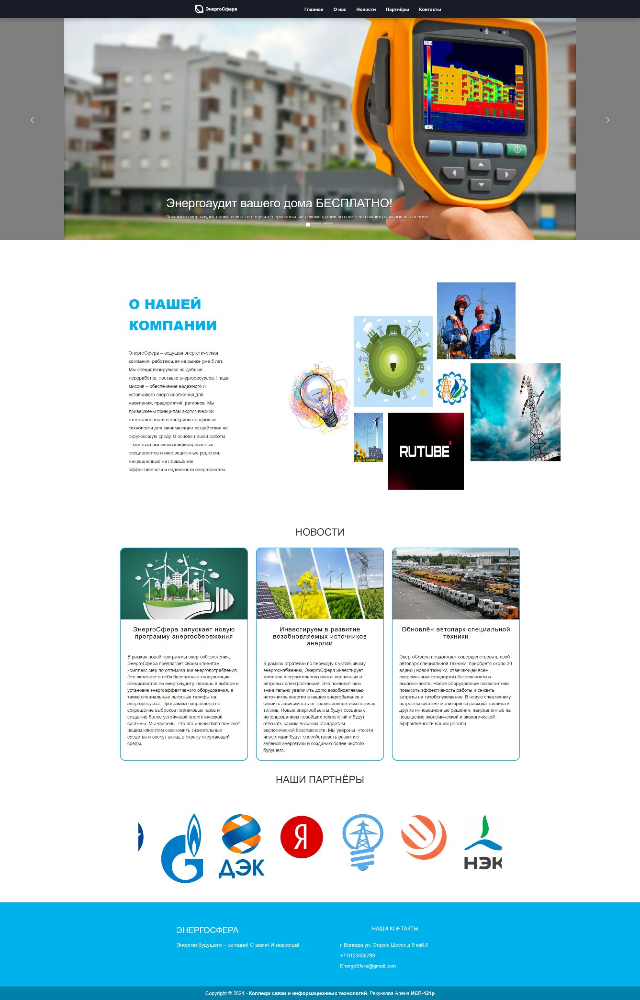 ЭнергоСфера
Главная О нас Новости Партнёры Контакты
19.3
-2.3
F1 F2 F3
Энергоаудит вашего дома БЕСПЛАТНО!
Закажите энергоаудит прямо сейчас и получите персональные рекомендации по снижению ваших расходов на энергию.
О НАШЕЙ
КОМПАНИИ
ЭнергоСфера – ведущая энергетическая
компания, работающая на рынке уже 5 лет.
Мы специализируемся на добыче,
переработке, поставке энергоресурсов. Наша
миссия – обеспечение надежного и
устойчивого энергоснабжения для
населения, предприятий, регионов. Мы
привержены принципам экологической
ответственности и внедряем передовые
технологии для минимизации воздействия на
окружающую среду. В основе нашей работы
– команда высококвалифицированных
специалистов и инновационные решения,
направленные на повышение
эффективности и надежности энергосистем.
RUTUBE
НОВОСТИ
ЭнергоСфера запускает новую
программу энергосбережения
В рамках новой программы энергосбережения,
ЭнергоСфера предлагает своим клиентам
комплекс мер по оптимизации энергопотребления.
Это включает в себя бесплатные консультации
специалистов по энергоаудиту, помощь в выборе и
установке энергоэффективного оборудования, а
также специальные льготные тарифы на
энергоресурсы. Программа направлена на
сокращение выбросов парниковых газов и
создание более устойчивой энергетической
системы. Мы уверены, что эта инициатива поможет
нашим клиентам сэкономить значительные
средства и внесут вклад в охрану окружающей
среды.
Инвестируем в развитие
возобновляемых источников
энергии
В рамках стратегии по переходу к устойчивому
энергоснабжению, ЭнергоСфера инвестирует
миллион в строительство новых солнечных и
ветровых электростанций. Это позволит нам
значительно увеличить долю возобновляемых
источников энергии в нашем энергобалансе и
снизить зависимость от традиционных ископаемых
топлив. Новые энергообъекты будут созданы с
использованием новейших технологий и будут
отвечать самым высоким стандартам
экологической безопасности. Мы уверены, что эти
инвестиции будут способствовать развитию
зеленой энергетики и созданию более чистого
будущего.
Обновлён автопарк специальной
техники
ЭнергоСфера продолжает совершенствовать свой
автопарк специальной техники, приобретя около 20
единиц новой техники, отвечающей всем
современным стандартам безопасности и
экологичности. Новое оборудование позволит нам
повысить эффективность работы и снизить
затраты на техобслуживание. В новую спецтехнику
встроены системе мониторинга расхода топлива и
другие инновационные решения, направленные на
повышение экономической и экологической
эффективности нашей работы.
НАШИ ПАРТНЁРЫ
ДЭК
Я
НЭК
ЭНЕРГОСФЕРА
Энергия будущего – сегодня! С вами! И навсегда!
НАШИ КОНТАКТЫ
г. Вологда ул. Старое Шоссе д.9 каб.6
+7 9123456789
EnergoSfera@gmail.com
Copyright © 2024 - Колледж связи и информационных технологий. Рекункова Алёна ИСП-421р